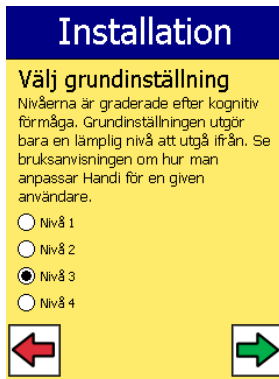 Installation
Välj grundinställning
Nivåerna är graderade efter kognitiv
förmåga. Grundinställningen utgör
bara en lämplig nivå att utgå ifrån. Se
bruksanvisningen om hur man
anpassar Handi för en given
användare.
Nivå 1
Nivå 2
Nivå 3
Nivå 4